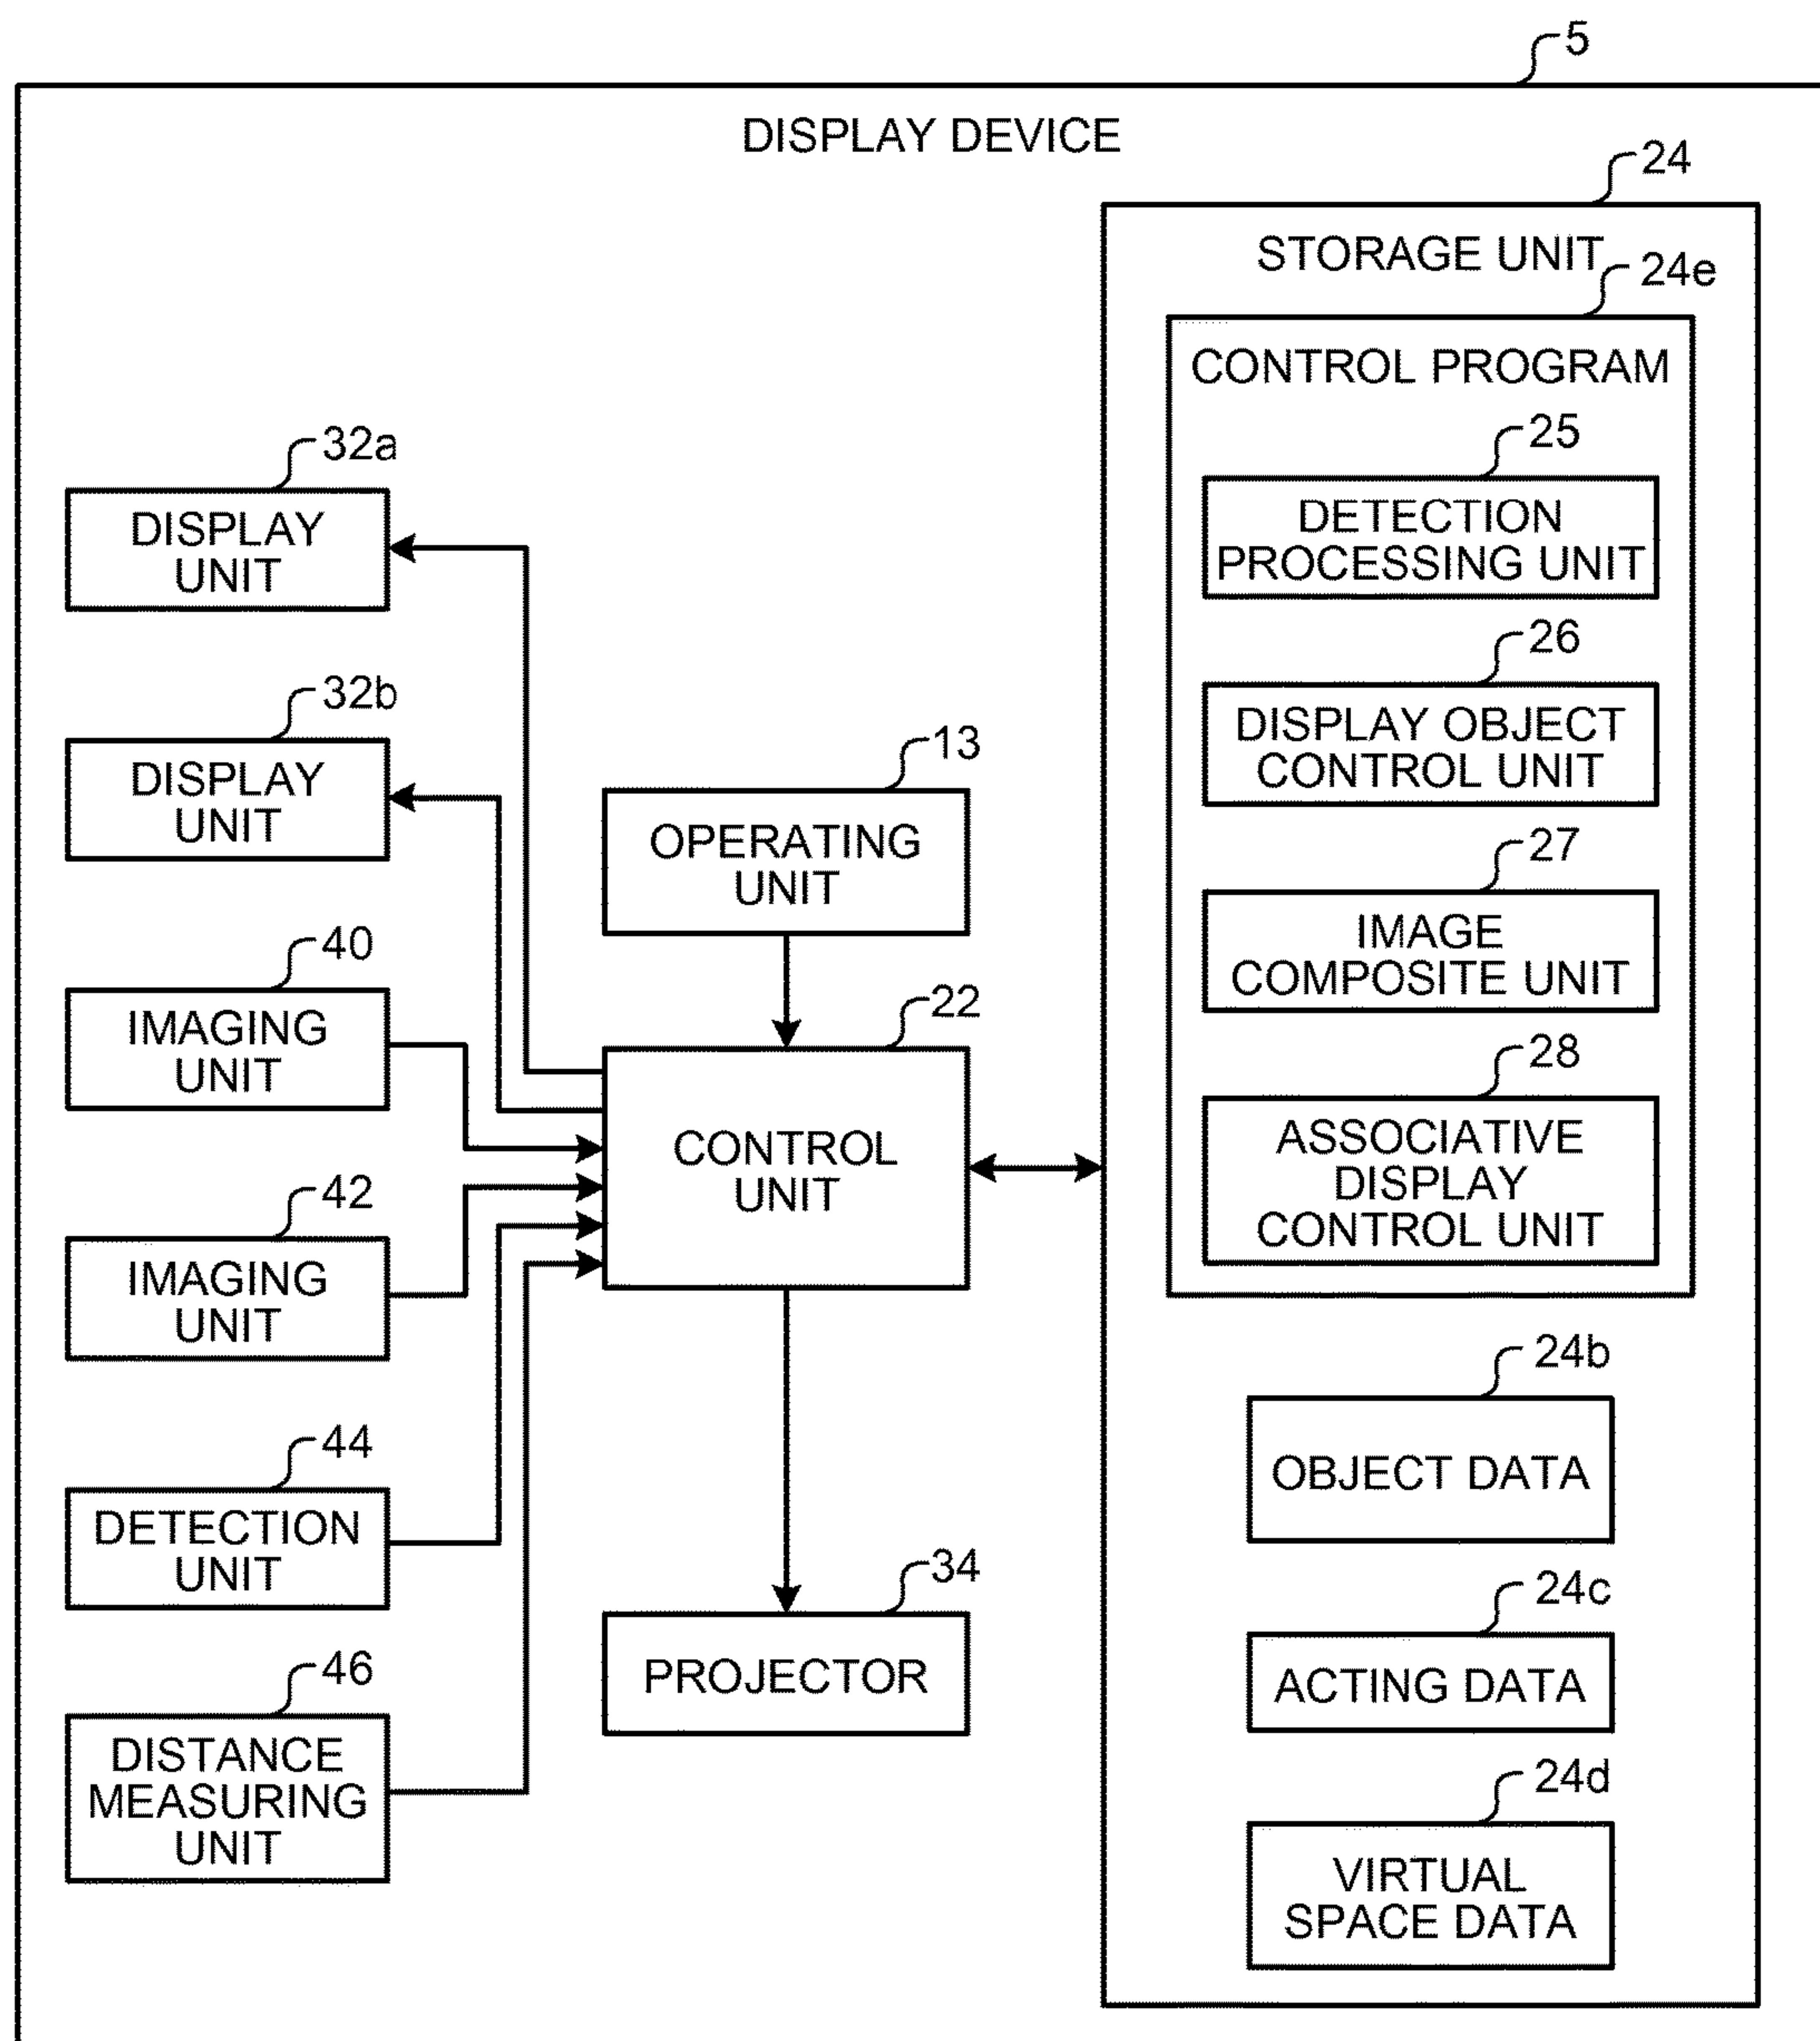 5
DISPLAY DEVICE
24
STORAGE UNIT
24e
CONTROL PROGRAM
25
DETECTION
PROCESSING UNIT
26
DISPLAY OBJECT
CONTROL UNIT
27
IMAGE
COMPOSITE UNIT
28
ASSOCIATIVE
DISPLAY
CONTROL UNIT
24b
OBJECT DATA
24c
ACTING DATA
24d
VIRTUAL
SPACE DATA
32a
DISPLAY
UNIT
32b
DISPLAY
UNIT
40
IMAGING
UNIT
42
IMAGING
UNIT
44
DETECTION
UNIT
46
DISTANCE
MEASURING
UNIT
13
OPERATING
UNIT
22
CONTROL
UNIT
34
PROJECTOR